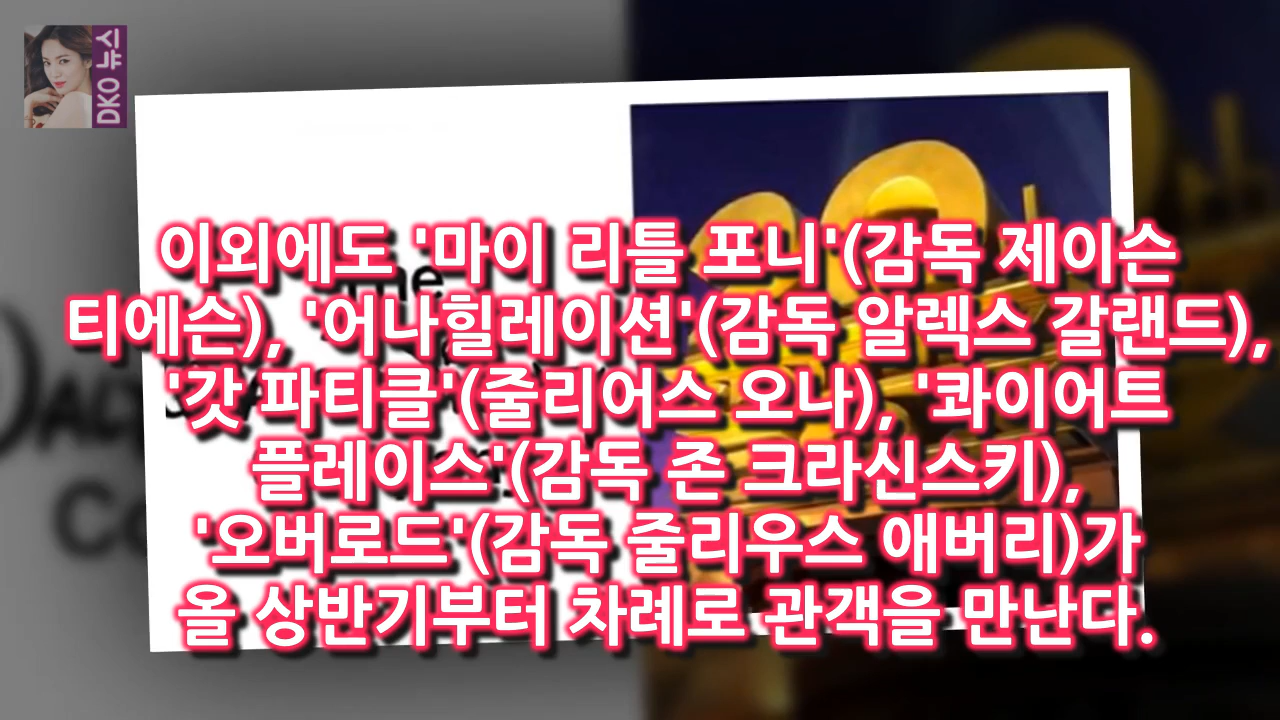 DKO 뉴스
이외에도 '마이 리틀 포니'(감독 제이슨
티에슨), '어나힐레이션'(감독 알렉스 갈랜드),
'갓 파티클'(줄리어스 오나), '콰이어트
플레이스'(감독 존 크라신스키),
'오버로드'(감독 줄리우스 애버리)가
올 상반기부터 차례로 관객을 만난다.